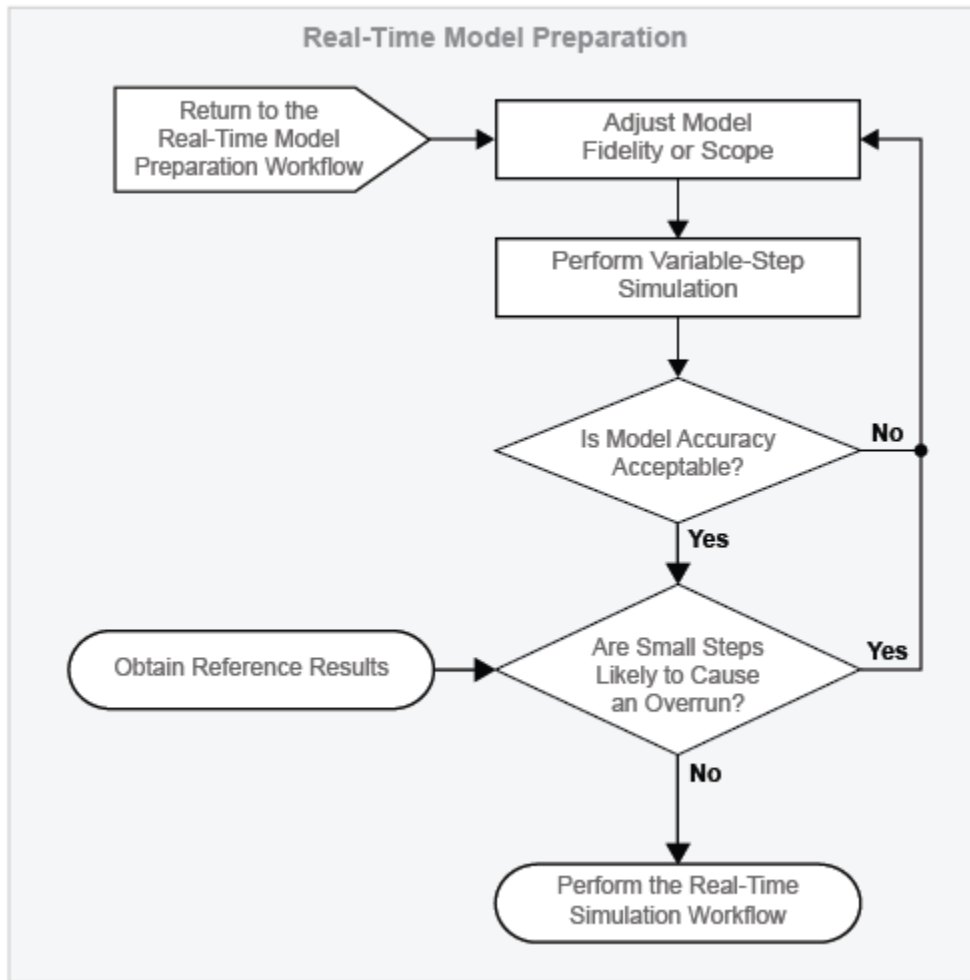 Real-Time Model Preparation
Return to the
Real-Time Model
Preparation Workflow
Adjust Model
Fidelity or Scope
Perform Variable-Step
Simulation
Is Model Accuracy
Acceptable?
No
Yes
Obtain Reference Results
Are Small Steps
Likely to Cause
an Overrun?
Yes
No
Perform the Real-Time
Simulation Workflow